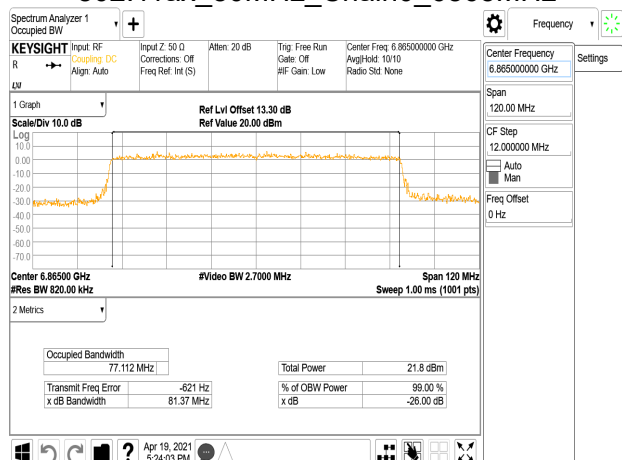 Spectrum Analyzer 1
Occupied BW
Frequency
KEYSIGHT
R
Input: RF
Coupling: DC
Align: Auto
Input Z: 50 Ω
Corrections: Off
Freq Ref: Int (S)
Atten: 20 dB
Trig: Free Run
Gate: Off
#IF Gain: Low
Center Freq: 6.865000000 GHz
Avg|Hold: 10/10
Radio Std: None
Center Frequency
6.865000000 GHz
Settings
Span
120.00 MHz
CF Step
12.000000 MHz
Auto
Man
Freq Offset
0 Hz
1 Graph
Scale/Div 10.0 dB
Ref Lvl Offset 13.30 dB
Ref Value 20.00 dBm
Log
10.0
0.00
-10.0
-20.0
-30.0
-40.0
-50.0
-60.0
-70.0
Center 6.86500 GHz
#Res BW 820.00 kHz
#Video BW 2.7000 MHz
Span 120 MHz
Sweep 1.00 ms (1001 pts)
2 Metrics
Occupied Bandwidth
77.112 MHz
Total Power 21.8 dBm
Transmit Freq Error -621 Hz
% of OBW Power 99.00 %
x dB Bandwidth 81.37 MHz
x dB -26.00 dB
?
Apr 19, 2021
5:24:03 PM